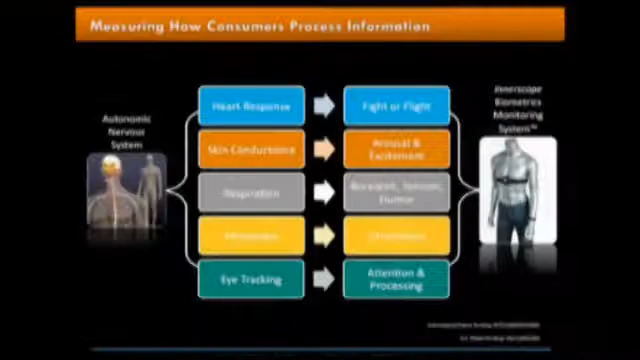 Measuring How Consumers Process Information
Autonomic
Nervous
System
Heart Response
Fight or Flight
Skin Conductance
Arousal &
Excitement
Respiration
Humor
Eye Tracking
Attention &
Processing
Innerscope
Biometrics
Monitoring
System™